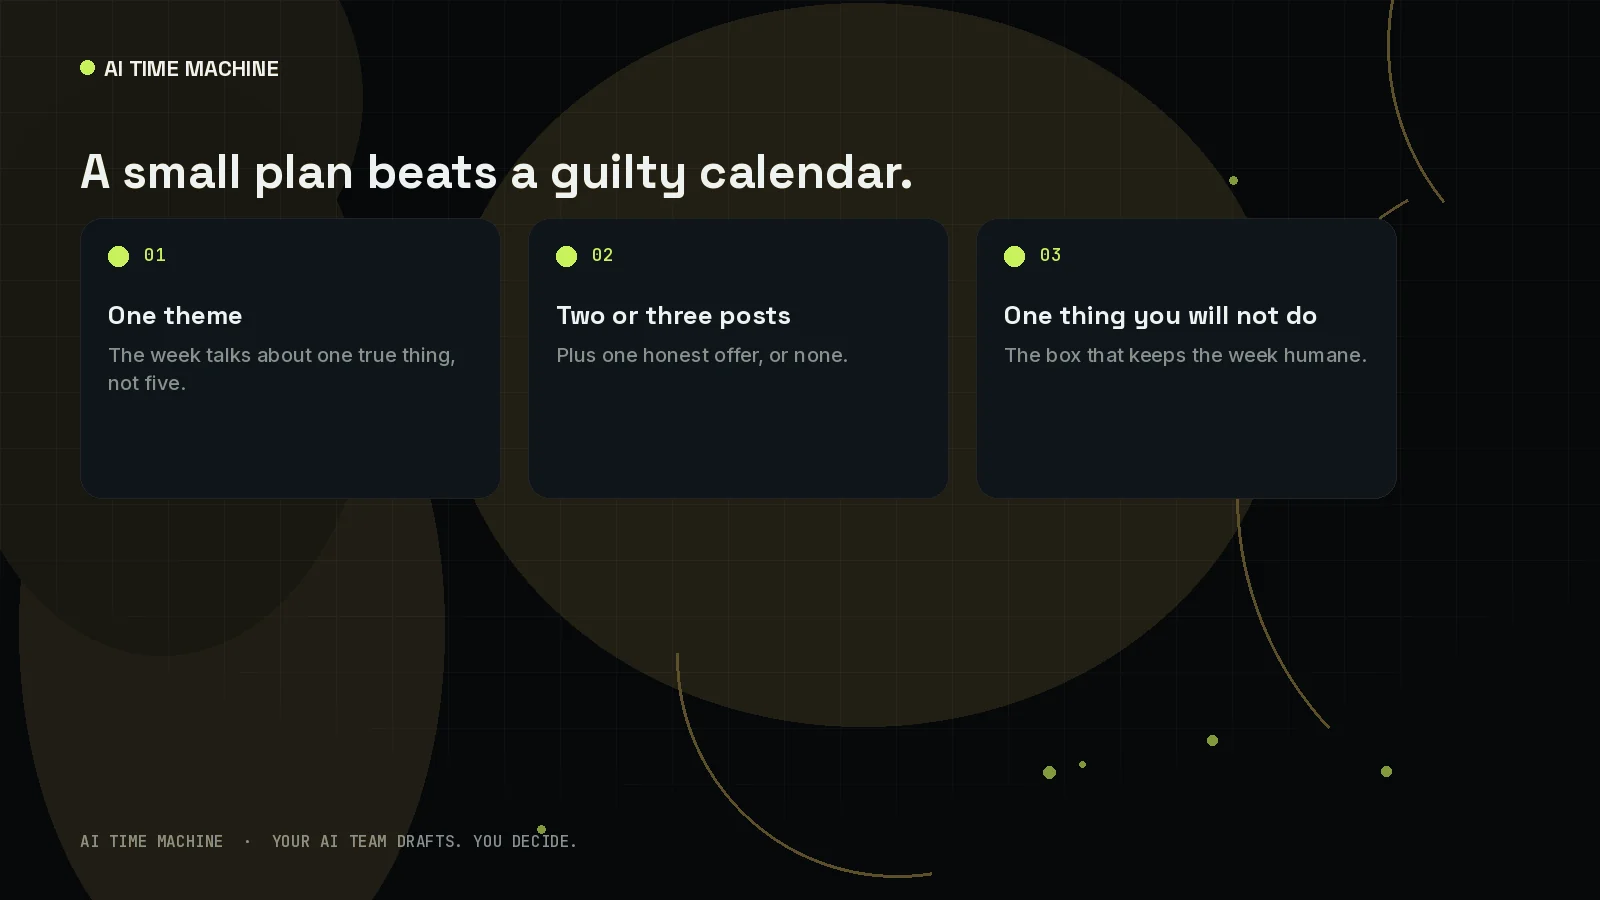 AI TIME MACHINE
A small plan beats a guilty calendar.
01
One theme
The week talks about one true thing,
not five.
02
Two or three posts
Plus one honest offer, or none.
03
One thing you will not do
The box that keeps the week humane.
AI TIME MACHINE · YOUR AI TEAM DRAFTS. YOU DECIDE.